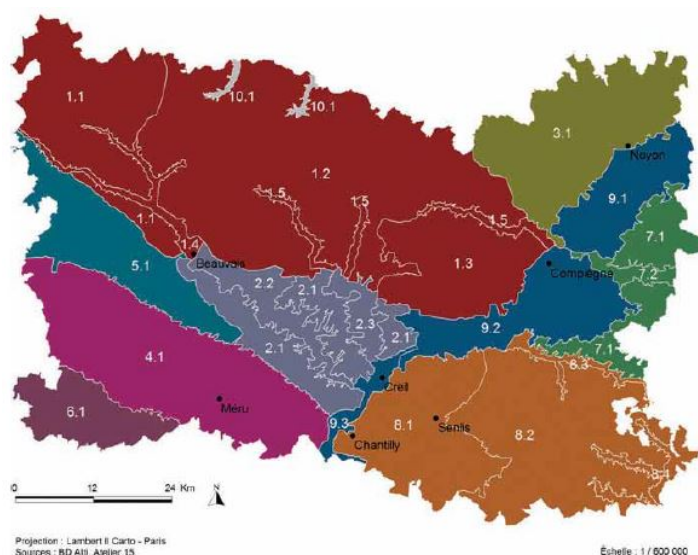 1.1
10.1
10.1
3.1
Noyon
1.2
9.1
1.5
1.5
1.5
1.1
7.1
1.4
Beauvais
1.3
Compiègne
7.2
5.1
2.2
2.1
2.3
9.2
2.1
2.1
7.1
4.1
8.3
Creil
6.1
Méru
9.3
8.1
Senlis
8.2
Chantilly
8.1
0 12 24 Km
N
Projection : Lambert II Carto - Paris
Sources : BD Alti, Atelier 15
Échelle : 1 / 600 000